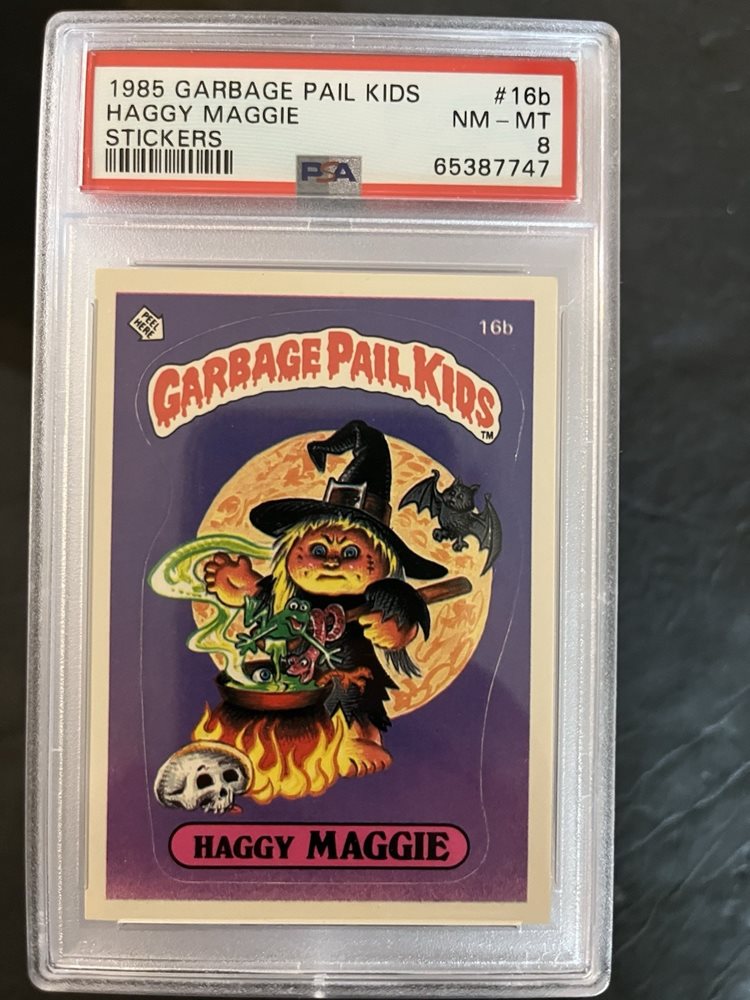 1985 GARBAGE PAIL KIDS #16b
HAGGY MAGGIE NM - MT
STICKERS 8
PSA 65387747
PEEL HERE
16b
GARBAGE PAIL KIDS
TM
HAGGY MAGGIE